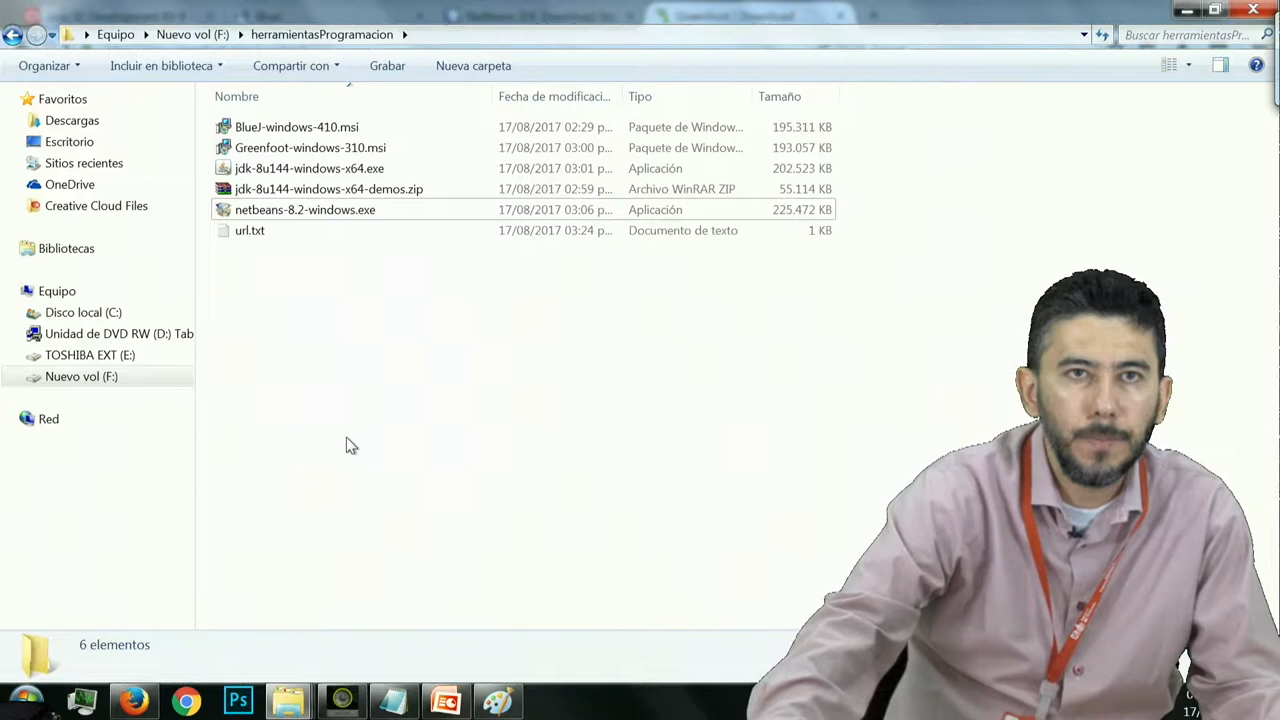 Equipo Nuevo vol (F:) herramientasProgramacion
Buscar herramientasPr...
Organizar Incluir en biblioteca Compartir con Grabar Nueva carpeta
Favoritos
Descargas
Escritorio
Sitios recientes
OneDrive
Creative Cloud Files
Bibliotecas
Equipo
Disco local (C:)
Unidad de DVD RW (D:) Tab
TOSHIBA EXT (E:)
Nuevo vol (F:)
Red
Nombre Fecha de modificaci... Tipo Tamaño
BlueJ-windows-410.msi 17/08/2017 02:29 p... Paquete de Window... 195.311 KB
Greenfoot-windows-310.msi 17/08/2017 03:00 p... Paquete de Window... 193.057 KB
jdk-8u144-windows-x64.exe 17/08/2017 03:01 p... Aplicación 202.523 KB
jdk-8u144-windows-x64-demos.zip 17/08/2017 02:59 p... Archivo WinRAR ZIP 55.114 KB
netbeans-8.2-windows.exe 17/08/2017 03:06 p... Aplicación 225.472 KB
url.txt 17/08/2017 03:24 p... Documento de texto 1 KB
6 elementos
Ps
17/